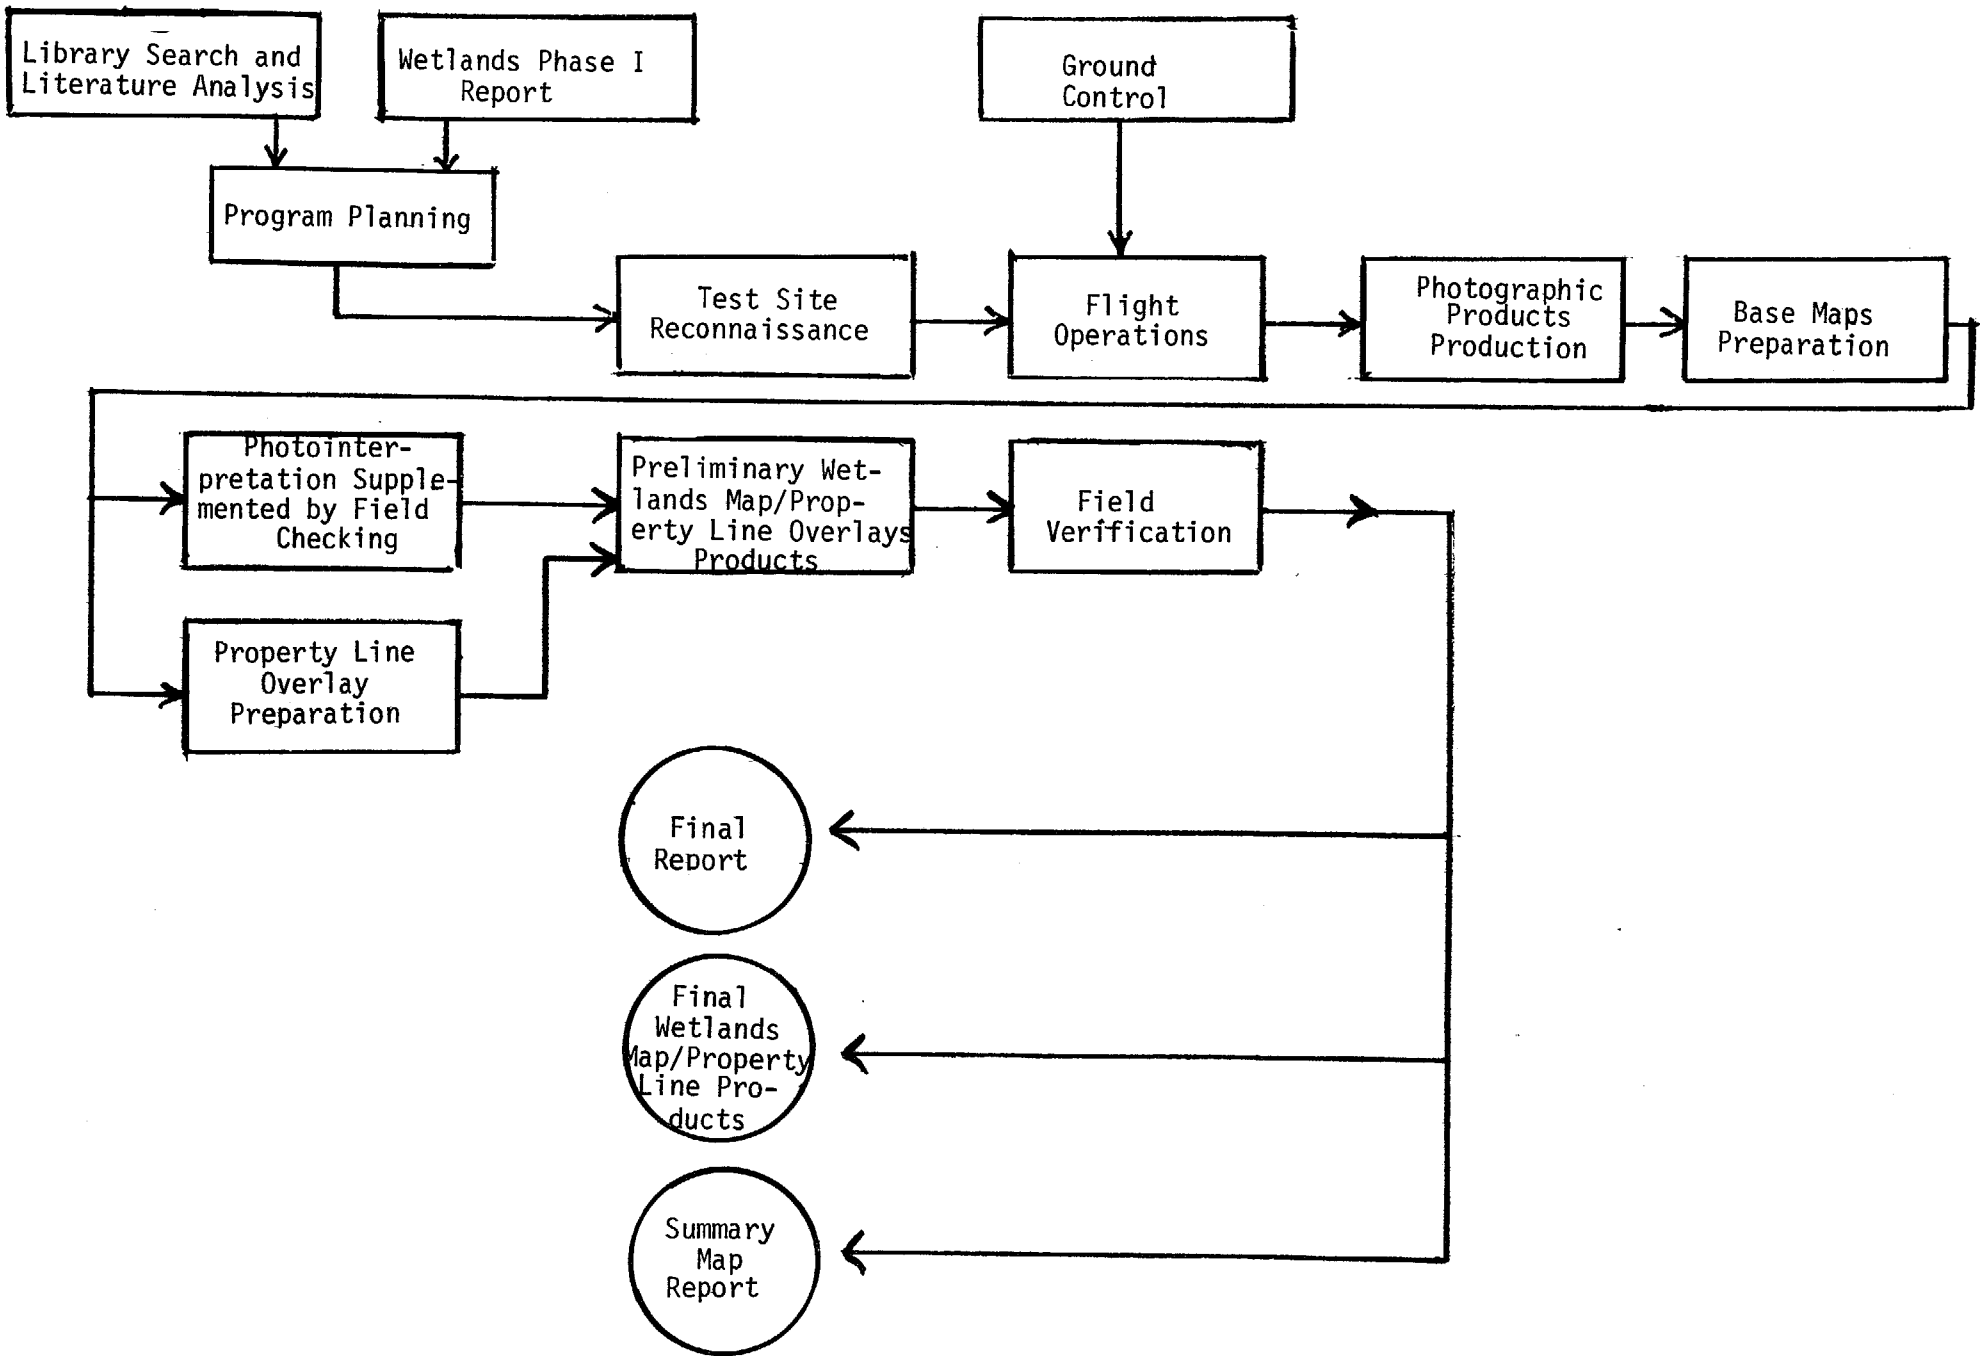 Library Search and
Literature Analysis
Wetlands Phase I
Report
Ground
Control
Program Planning
Test Site
Reconnaissance
Flight
Operations
Photographic
Products
Production
Base Maps
Preparation
Photointer-
pretation Supple-
mented by Field
Checking
Preliminary Wet-
lands Map/Prop-
erty Line Overlays
Products
Field
Verification
Property Line
Overlay
Preparation
Final
Report
Final
Wetlands
Map/Property
Line Pro-
ducts
Summary
Map
Report